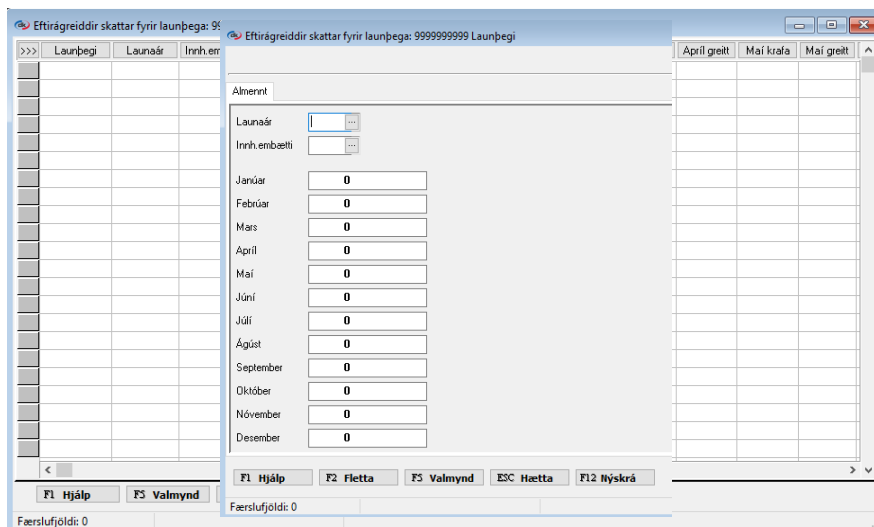 Eftirágreiddir skattar fyrir launþega: 99
Eftirágreiddir skattar fyrir launþega: 9999999999 Launþegi
>>> Launþegi Launaár Innh.em Apríl greitt Maí krafa Maí greitt
Almennt
Launaár ...
Innh.embætti ...
Janúar 0
Febrúar 0
Mars 0
Apríl 0
Maí 0
Júní 0
Júlí 0
Ágúst 0
September 0
Október 0
Nóvember 0
Desember 0
F1 Hjálp F2 Fletta F5 Valmynd ESC Hætta F12 Nýskrá
Færslufjöldi: 0
F1 Hjálp F5 Valmynd
Færslufjöldi: 0